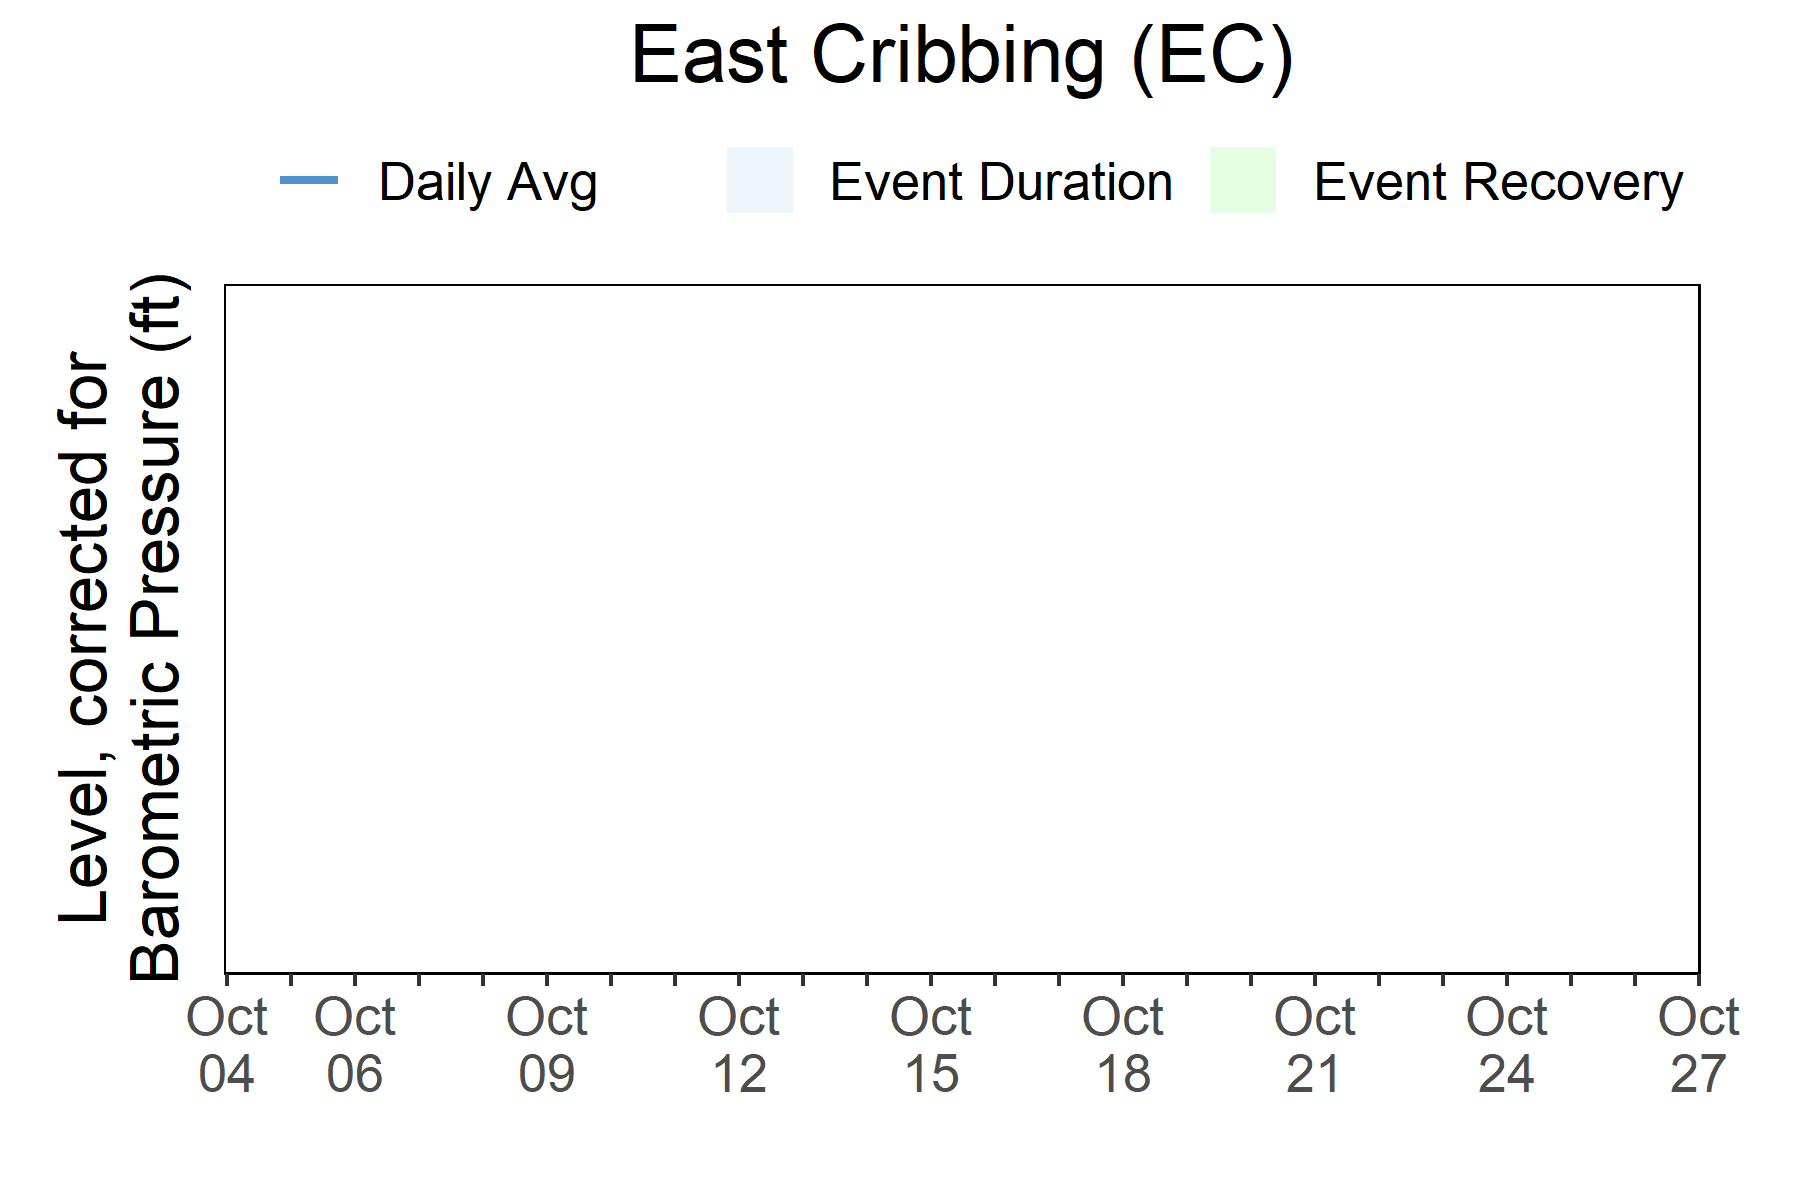 East Cribbing (EC)
Daily Avg
Event Duration
Event Recovery
Level, corrected for
Barometric Pressure (ft)
Oct
04
Oct
06
Oct
09
Oct
12
Oct
15
Oct
18
Oct
21
Oct
24
Oct
27